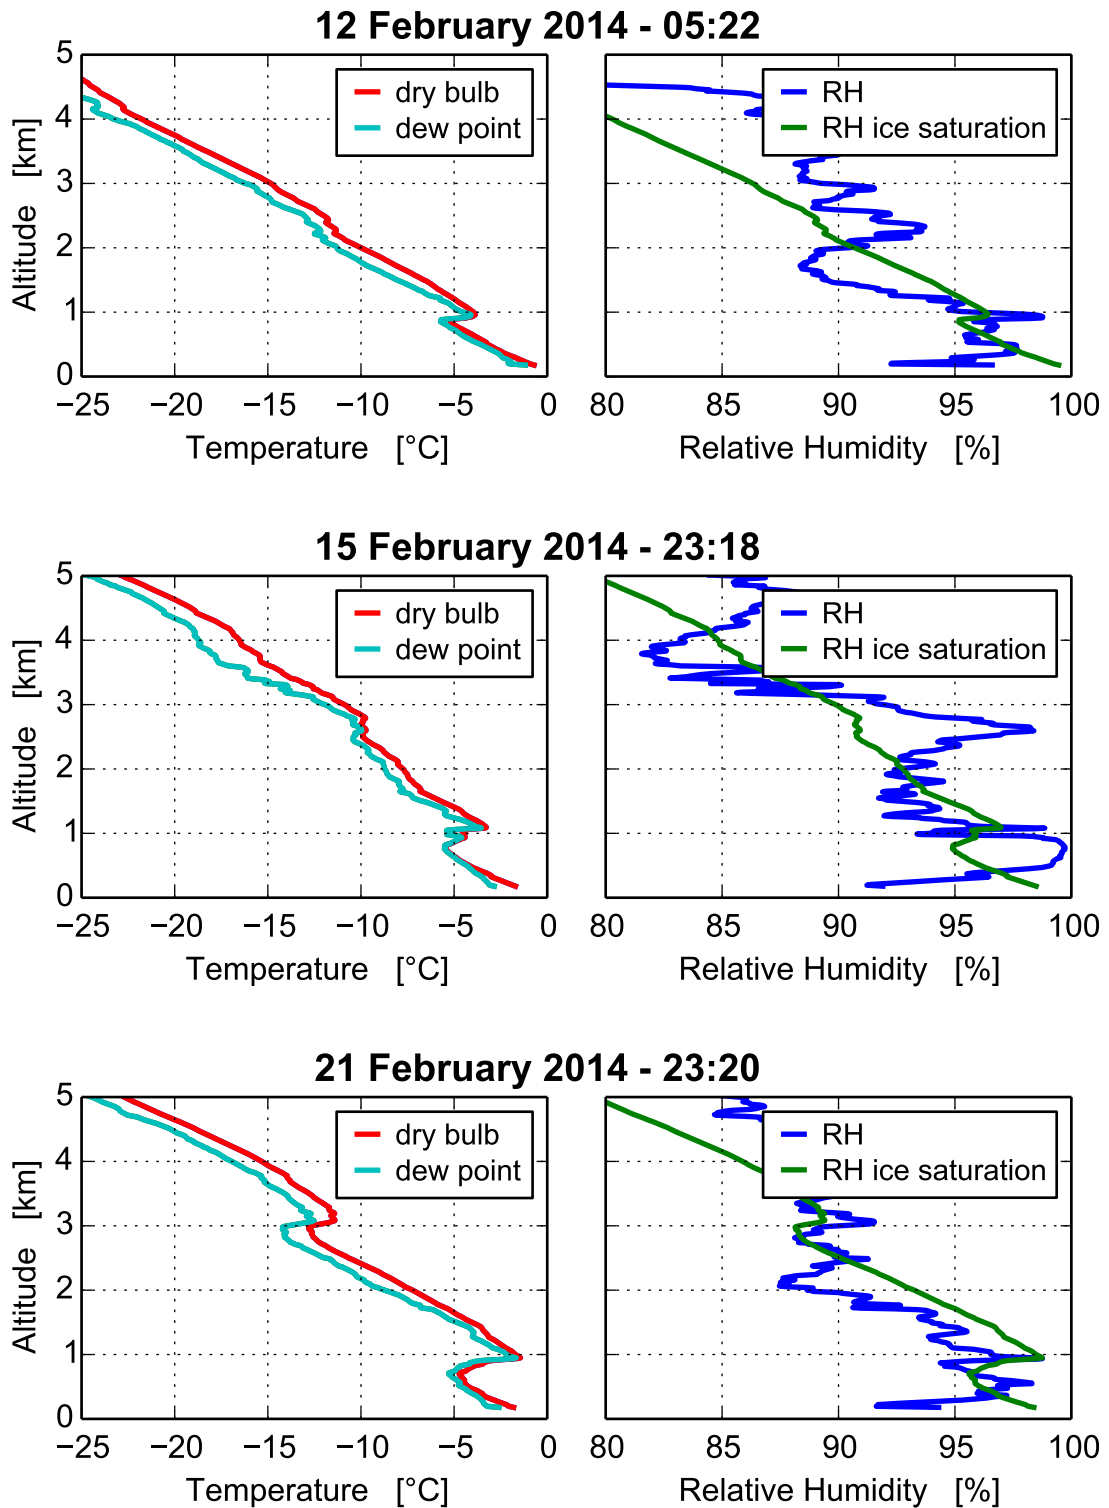 12 February 2014 - 05:22
5
4
3
2
1
0
Altitude [km]
dry bulb
dew point
−25 −20 −15 −10 −5 0
Temperature [°C]
RH
RH ice saturation
80 85 90 95 100
Relative Humidity [%]
15 February 2014 - 23:18
5
4
3
2
1
0
Altitude [km]
dry bulb
dew point
−25 −20 −15 −10 −5 0
Temperature [°C]
RH
RH ice saturation
80 85 90 95 100
Relative Humidity [%]
21 February 2014 - 23:20
5
4
3
2
1
0
Altitude [km]
dry bulb
dew point
−25 −20 −15 −10 −5 0
Temperature [°C]
RH
RH ice saturation
80 85 90 95 100
Relative Humidity [%]